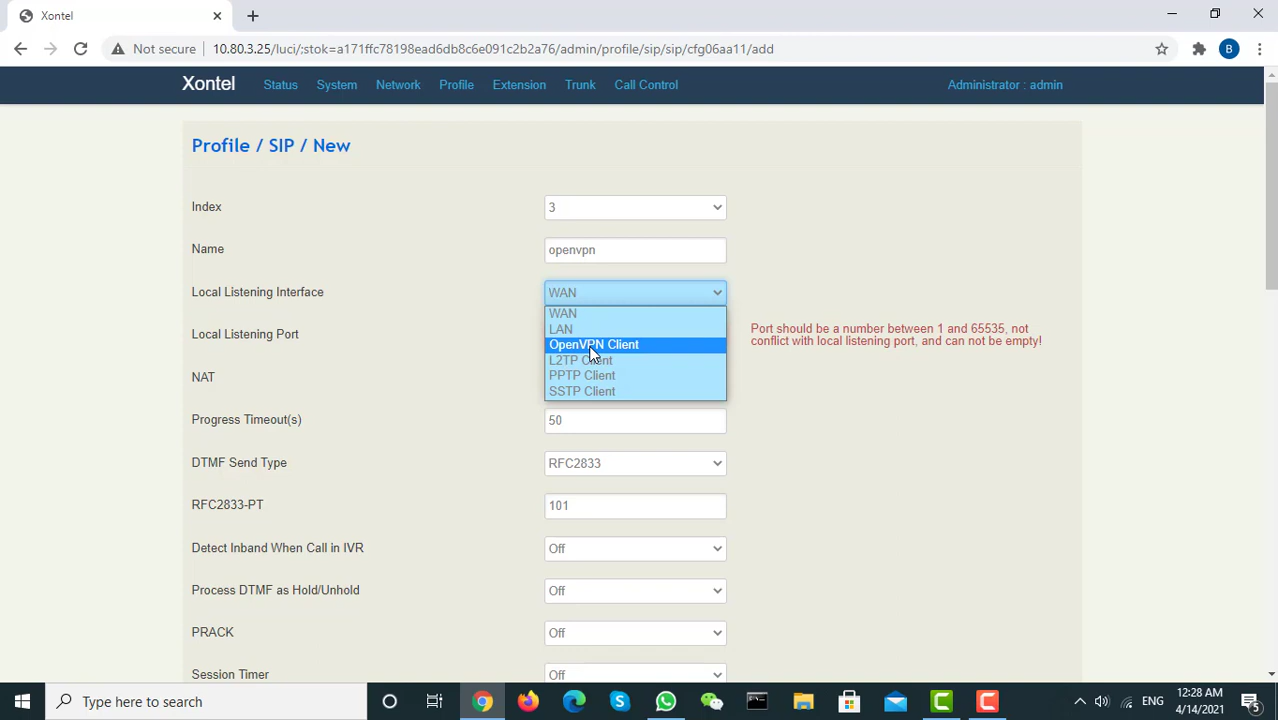 Xontel
Not secure
10.80.3.25/luci/;stok=a171ffc78198ead6db8c6e091c2b2a76/admin/profile/sip/sip/cfg06aa11/add
B
Xontel
Status
System
Network
Profile
Extension
Trunk
Call Control
Administrator : admin
Profile / SIP / New
Index
3
Name
openvpn
Local Listening Interface
WAN
WAN
LAN
OpenVPN Client
L2TP Client
PPTP Client
SSTP Client
Local Listening Port
Port should be a number between 1 and 65535, not
conflict with local listening port, and can not be empty!
NAT
Progress Timeout(s)
50
DTMF Send Type
RFC2833
RFC2833-PT
101
Detect Inband When Call in IVR
Off
Process DTMF as Hold/Unhold
Off
PRACK
Off
Session Timer
Off
Type here to search
ENG
12:28 AM
4/14/2021
5